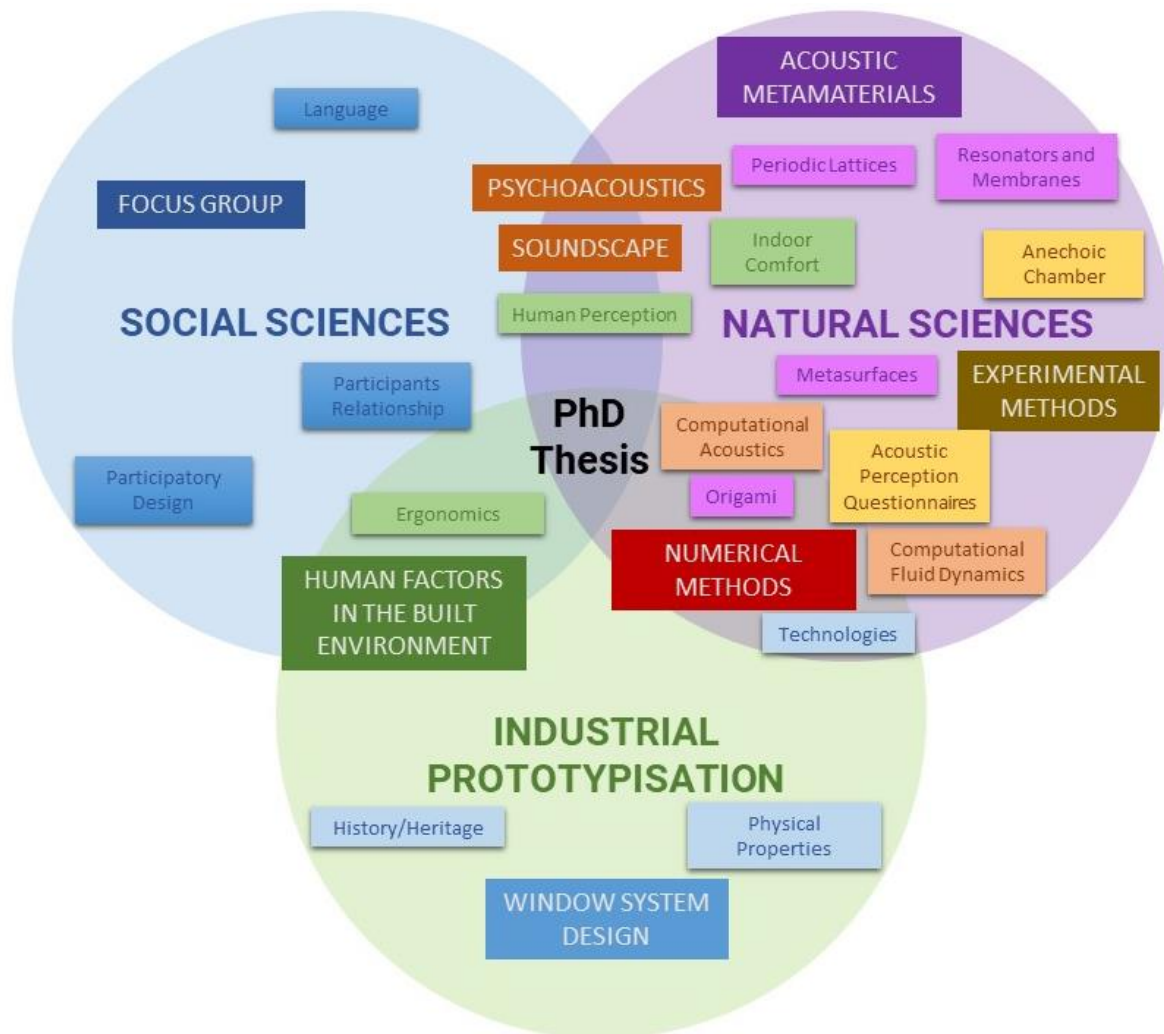 ACOUSTIC
METAMATERIALS
Language
Periodic Lattices
Resonators and
Membranes
PSYCHOACOUSTICS
FOCUS GROUP
SOUNDSCAPE
Indoor
Comfort
Anechoic
Chamber
Human Perception
SOCIAL SCIENCES
NATURAL SCIENCES
Participants
Relationship
Metasurfaces
EXPERIMENTAL
METHODS
PhD
Thesis
Computational
Acoustics
Acoustic
Perception
Questionnaires
Participatory
Design
Origami
Ergonomics
NUMERICAL
METHODS
Computational
Fluid Dynamics
HUMAN FACTORS
IN THE BUILT
ENVIRONMENT
Technologies
INDUSTRIAL
PROTOTYPISATION
History/Heritage
Physical
Properties
WINDOW SYSTEM
DESIGN